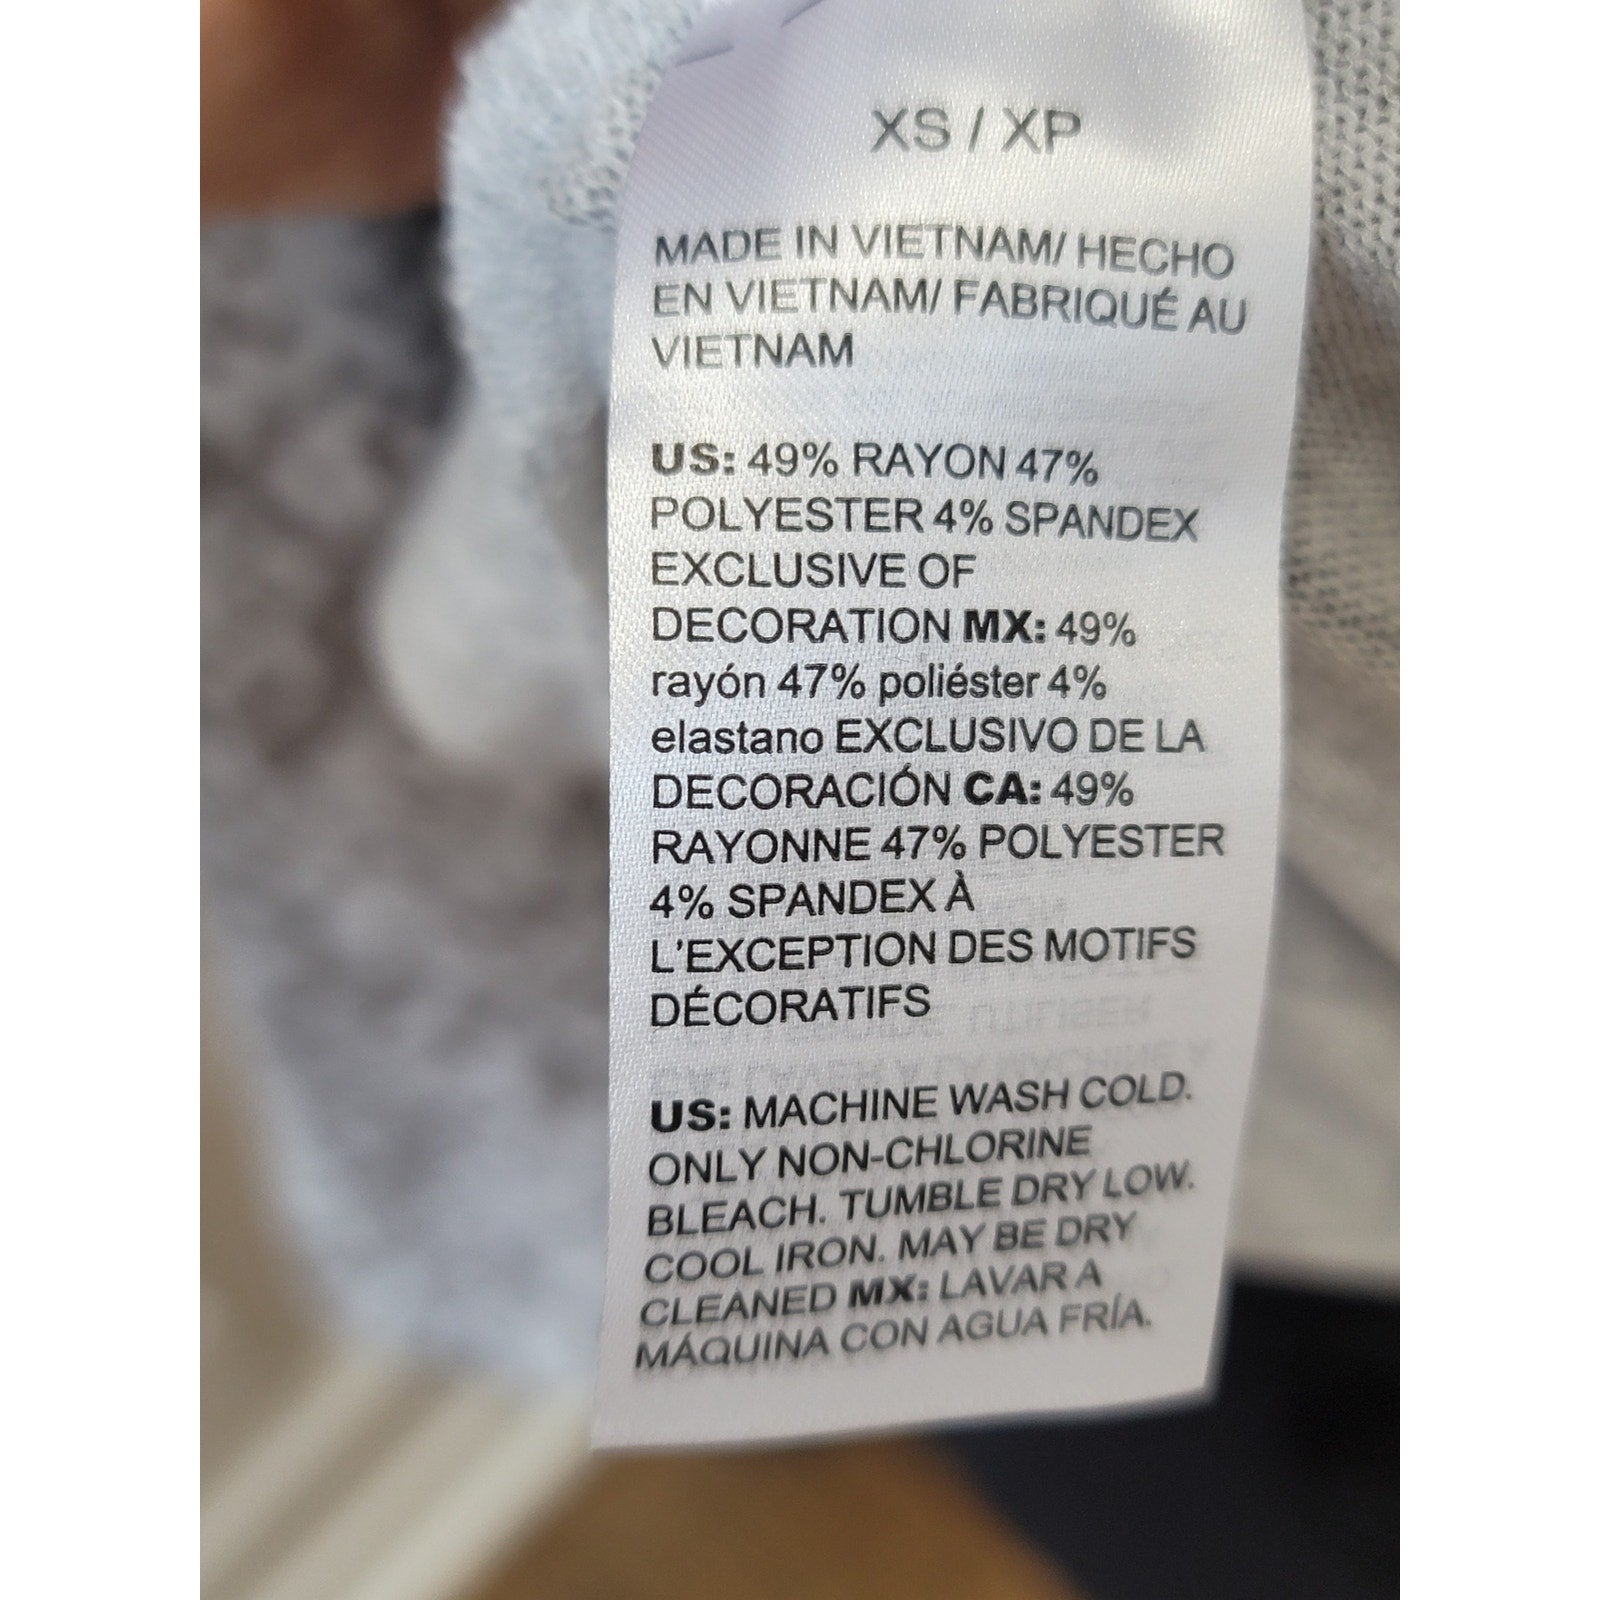 XS / XP
MADE IN VIETNAM/ HECHO
EN VIETNAM/ FABRIQUÉ AU
VIETNAM
US: 49% RAYON 47%
POLYESTER 4% SPANDEX
EXCLUSIVE OF
DECORATION MX: 49%
rayón 47% poliéster 4%
elastano EXCLUSIVO DE LA
DECORACIÓN CA: 49%
RAYONNE 47% POLYESTER
4% SPANDEX À
L'EXCEPTION DES MOTIFS
DÉCORATIFS
US: MACHINE WASH COLD.
ONLY NON-CHLORINE
BLEACH. TUMBLE DRY LOW.
COOL IRON. MAY BE DRY
CLEANED MX: LAVAR A
MÁQUINA CON AGUA FRÍA.